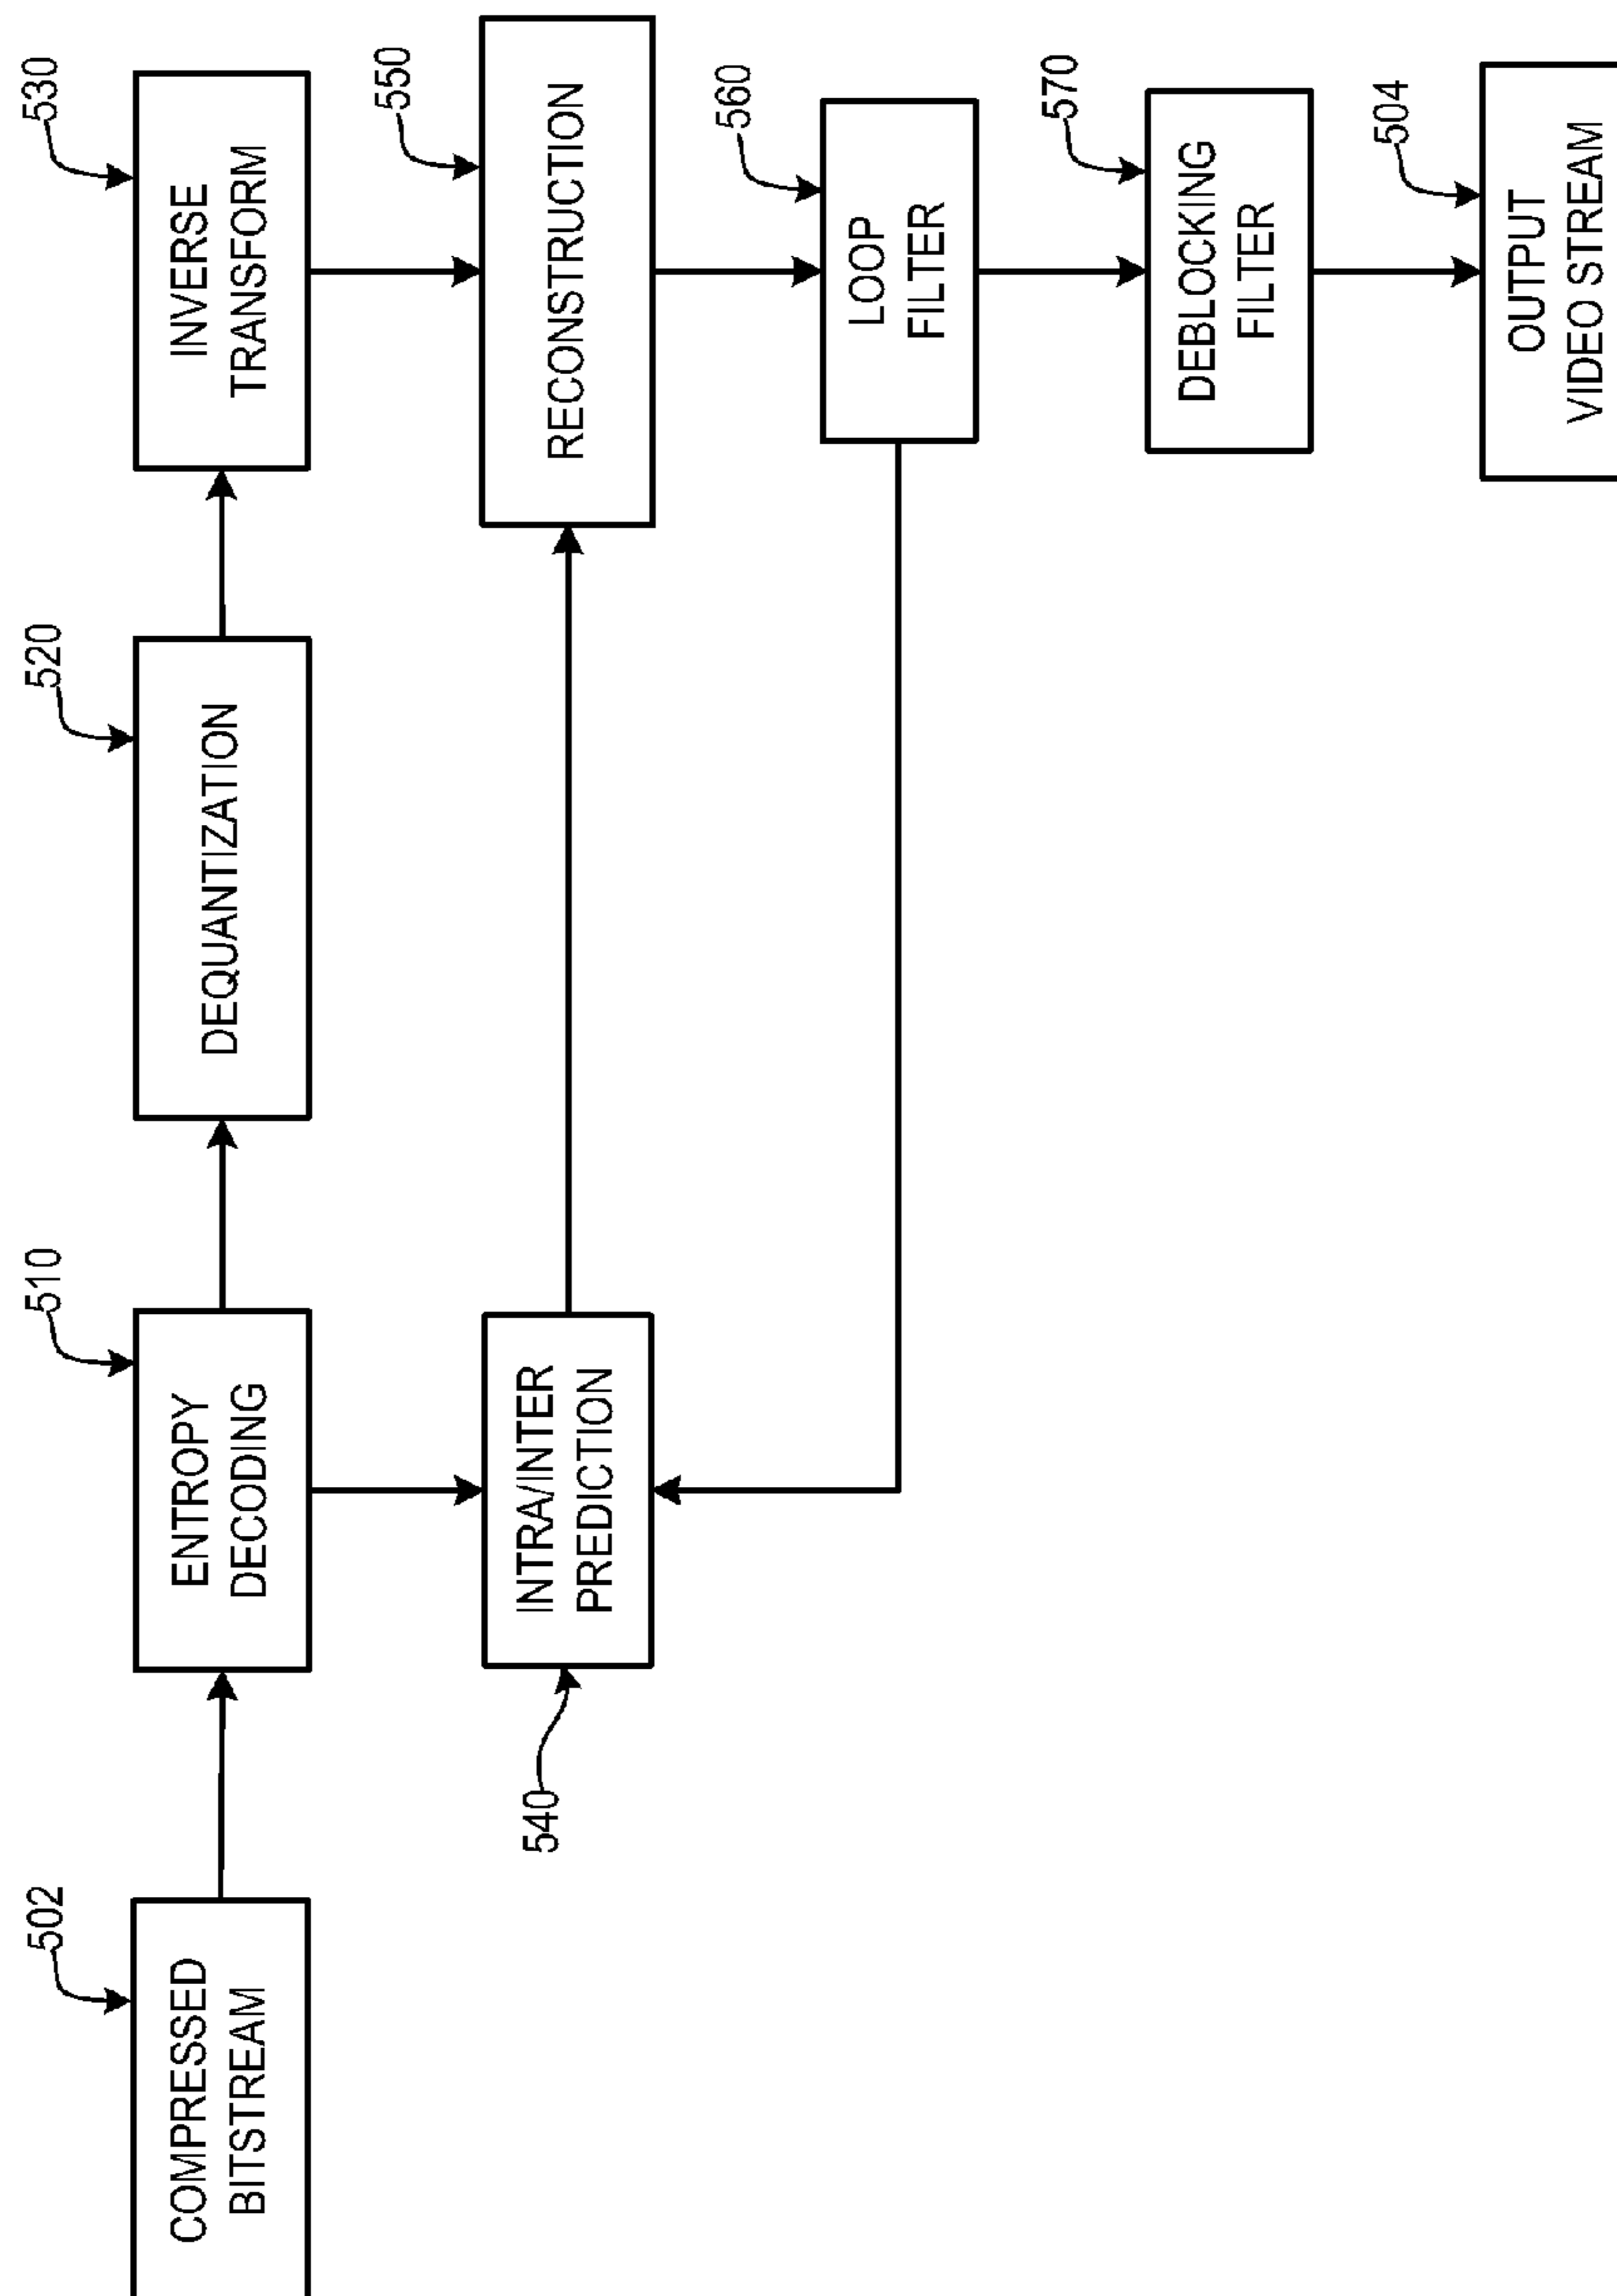 502
COMPRESSED
BITSTREAM
510
ENTROPY
DECODING
520
DEQUANTIZATION
530
INVERSE
TRANSFORM
540
INTRA/INTER
PREDICTION
550
RECONSTRUCTION
560
LOOP
FILTER
570
DEBLOCKING
FILTER
504
OUTPUT
VIDEO STREAM